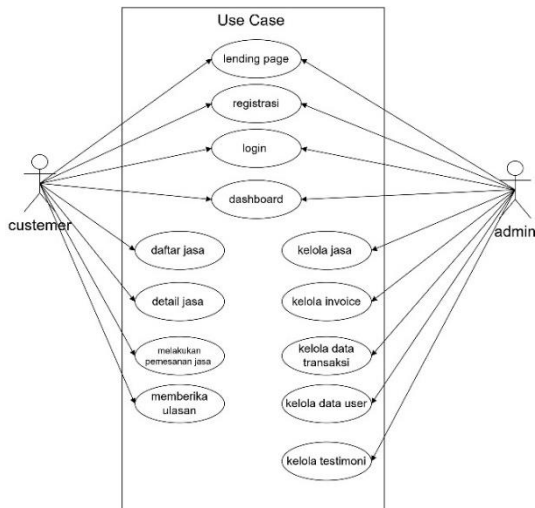 Use Case
lending page
registrasi
login
dashboard
custemer
admin
daftar jasa
kelola jasa
detail jasa
kelola invoice
melakukan
pemesanan jasa
kelola data
transaksi
memberika
ulasan
kelola data user
kelola testimoni